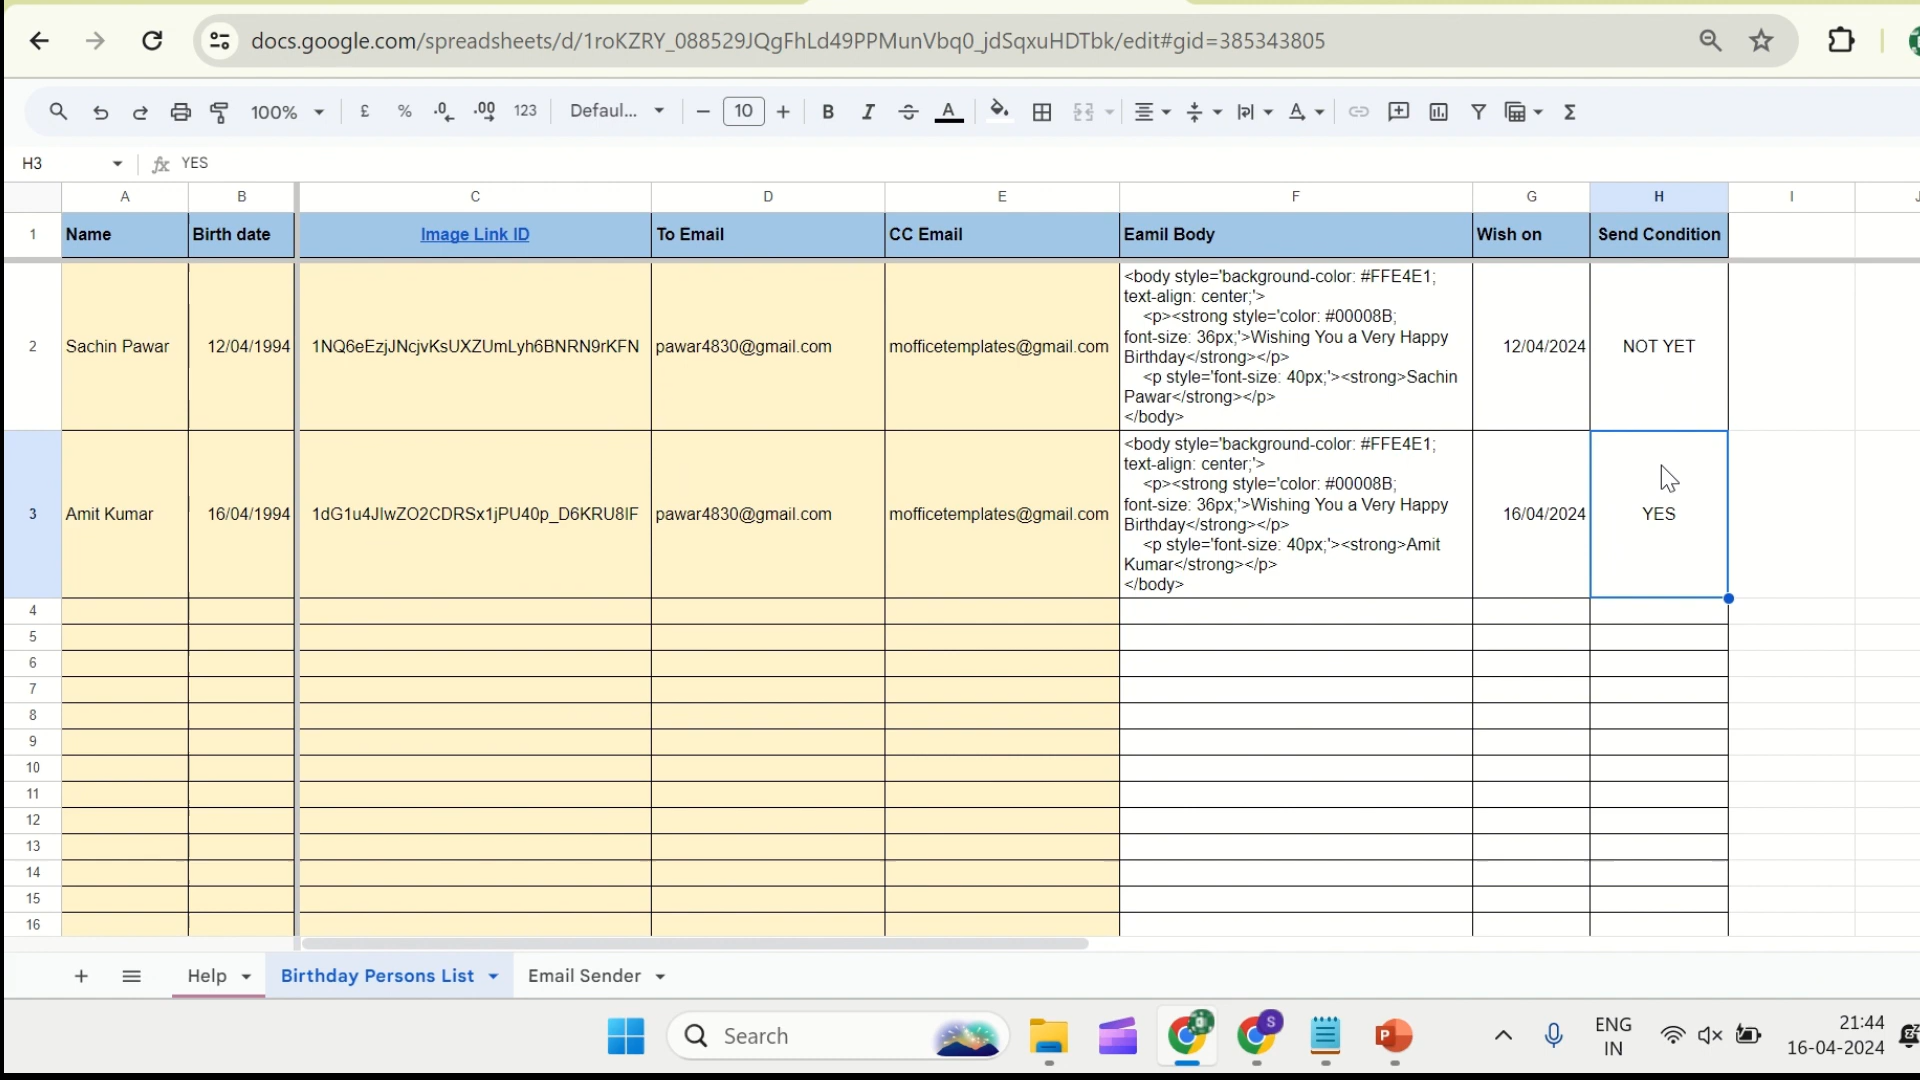 docs.google.com/spreadsheets/d/1roKZRY_088529JQgFhLd49PPMunVbq0_jdSqxuHDTbk/edit#gid=385343805
100% £ % .0 .00 123 Defaul... − 10 + B I S A A Σ
H3 fx YES
A B C D E F G H I J
1 Name Birth date Image Link ID To Email CC Email Eamil Body Wish on Send Condition
2 Sachin Pawar 12/04/1994 1NQ6eEzjJNcjvKsUXZUmLyh6BNRN9rKFN pawar4830@gmail.com mofficetemplates@gmail.com
<body style='background-color: #FFE4E1;
text-align: center;'>
<p><strong style='color: #00008B;
font-size: 36px;'>Wishing You a Very Happy
Birthday</strong></p>
<p style='font-size: 40px;'><strong>Sachin
Pawar</strong></p>
</body>
12/04/2024 NOT YET
3 Amit Kumar 16/04/1994 1dG1u4JIwZO2CDRSx1jPU40p_D6KRU8IF pawar4830@gmail.com mofficetemplates@gmail.com
<body style='background-color: #FFE4E1;
text-align: center;'>
<p><strong style='color: #00008B;
font-size: 36px;'>Wishing You a Very Happy
Birthday</strong></p>
<p style='font-size: 40px;'><strong>Amit
Kumar</strong></p>
</body>
16/04/2024 YES
4
5
6
7
8
9
10
11
12
13
14
15
16
+ Help Birthday Persons List Email Sender
Search S P ENG 21:44
IN 16-04-2024